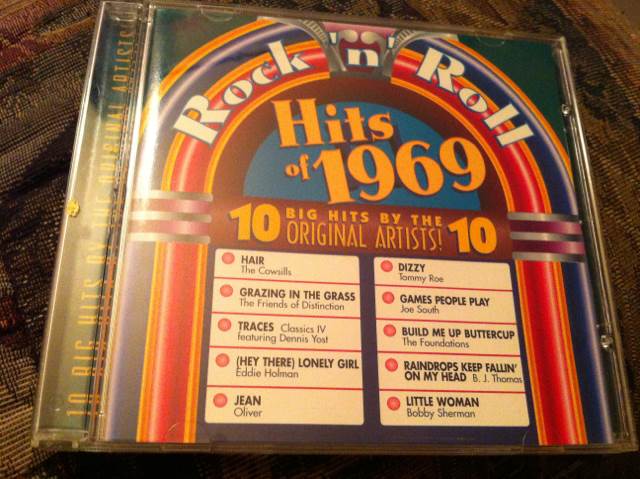 Rock 'n' Roll
Hits
of 1969
10 BIG HITS BY THE 10
ORIGINAL ARTISTS!
HAIR
The Cowsills
GRAZING IN THE GRASS
The Friends of Distinction
TRACES Classics IV
featuring Dennis Yost
(HEY THERE) LONELY GIRL
Eddie Holman
JEAN
Oliver
DIZZY
Tommy Roe
GAMES PEOPLE PLAY
Joe South
BUILD ME UP BUTTERCUP
The Foundations
RAINDROPS KEEP FALLIN'
ON MY HEAD B. J. Thomas
LITTLE WOMAN
Bobby Sherman
10 BIG HITS BY THE ORIGINAL ARTISTS!